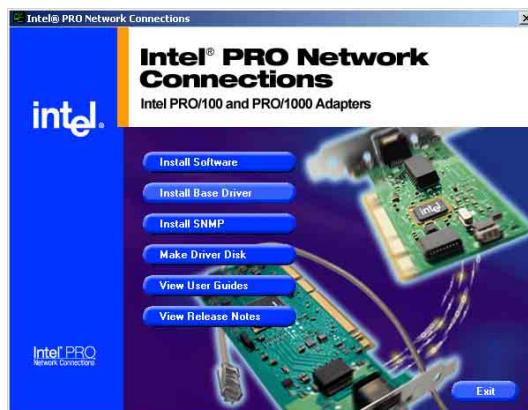 Intel® PRO Network Connections
Intel® PRO Network
Connections
Intel PRO/100 and PRO/1000 Adapters
intel.
Install Software
Install Base Driver
Install SNMP
Make Driver Disk
View User Guides
View Release Notes
intel
Intel® PRO
Network Connections
Exit